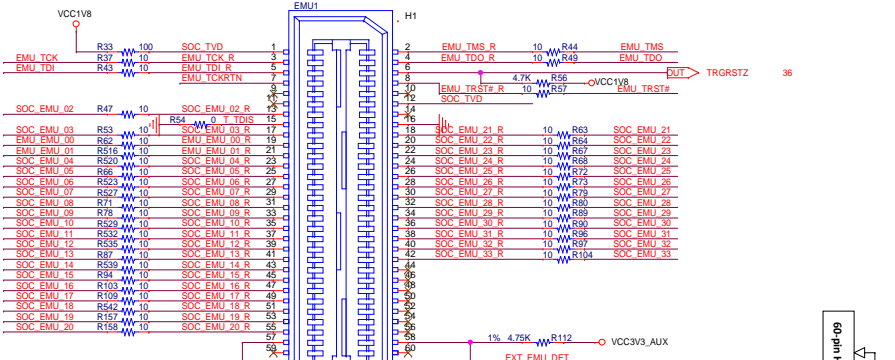 EMU1
VCC1V8
H1
R33 100 SOC_TVD 1 2 EMU_TMS_R 10 R44 EMU_TMS
EMU_TCK R37 10 EMU_TCK_R 3 4 EMU_TDO_R 10 R49 EMU_TDO
EMU_TDI R43 10 EMU_TDI_R 5 6 OUT TRGRSTZ 36
EMU_TCKRTN 7 8 4.7K R56 VCC1V8
9 10 EMU_TRST#_R 10 R57 EMU_TRST#
12 SOC_TVD
SOC_EMU_02 R47 10 SOC_EMU_02_R 13 14
R54 0 T_TDIS 15 16
SOC_EMU_03 R53 10 SOC_EMU_03_R 17 18 SOC_EMU_21_R 10 R63 SOC_EMU_21
EMU_EMU_00 R62 10 EMU_EMU_00_R 19 20 SOC_EMU_22_R 10 R64 SOC_EMU_22
EMU_EMU_01 R516 10 EMU_EMU_01_R 21 22 SOC_EMU_23_R 10 R67 SOC_EMU_23
SOC_EMU_04 R520 10 SOC_EMU_04_R 23 24 SOC_EMU_24_R 10 R68 SOC_EMU_24
SOC_EMU_05 R66 10 SOC_EMU_05_R 25 26 SOC_EMU_25_R 10 R72 SOC_EMU_25
SOC_EMU_06 R523 10 SOC_EMU_06_R 27 28 SOC_EMU_26_R 10 R73 SOC_EMU_26
SOC_EMU_07 R527 10 SOC_EMU_07_R 29 30 SOC_EMU_27_R 10 R79 SOC_EMU_27
SOC_EMU_08 R71 10 SOC_EMU_08_R 31 32 SOC_EMU_28_R 10 R80 SOC_EMU_28
SOC_EMU_09 R78 10 SOC_EMU_09_R 33 34 SOC_EMU_29_R 10 R89 SOC_EMU_29
SOC_EMU_10 R529 10 SOC_EMU_10_R 35 36 SOC_EMU_30_R 10 R90 SOC_EMU_30
SOC_EMU_11 R532 10 SOC_EMU_11_R 37 38 SOC_EMU_31_R 10 R96 SOC_EMU_31
SOC_EMU_12 R535 10 SOC_EMU_12_R 39 40 SOC_EMU_32_R 10 R97 SOC_EMU_32
SOC_EMU_13 R87 10 SOC_EMU_13_R 41 42 SOC_EMU_33_R 10 R104 SOC_EMU_33
SOC_EMU_14 R539 10 SOC_EMU_14_R 43 44
SOC_EMU_15 R94 10 SOC_EMU_15_R 45 46
SOC_EMU_16 R103 10 SOC_EMU_16_R 47 48
SOC_EMU_17 R109 10 SOC_EMU_17_R 49 50
SOC_EMU_18 R542 10 SOC_EMU_18_R 51 52
SOC_EMU_19 R157 10 SOC_EMU_19_R 53 54
SOC_EMU_20 R158 10 SOC_EMU_20_R 55 56
57 58 1% 4.75K R112 VCC3V3_AUX
59 60
EXT_EMU_DET
60-pin